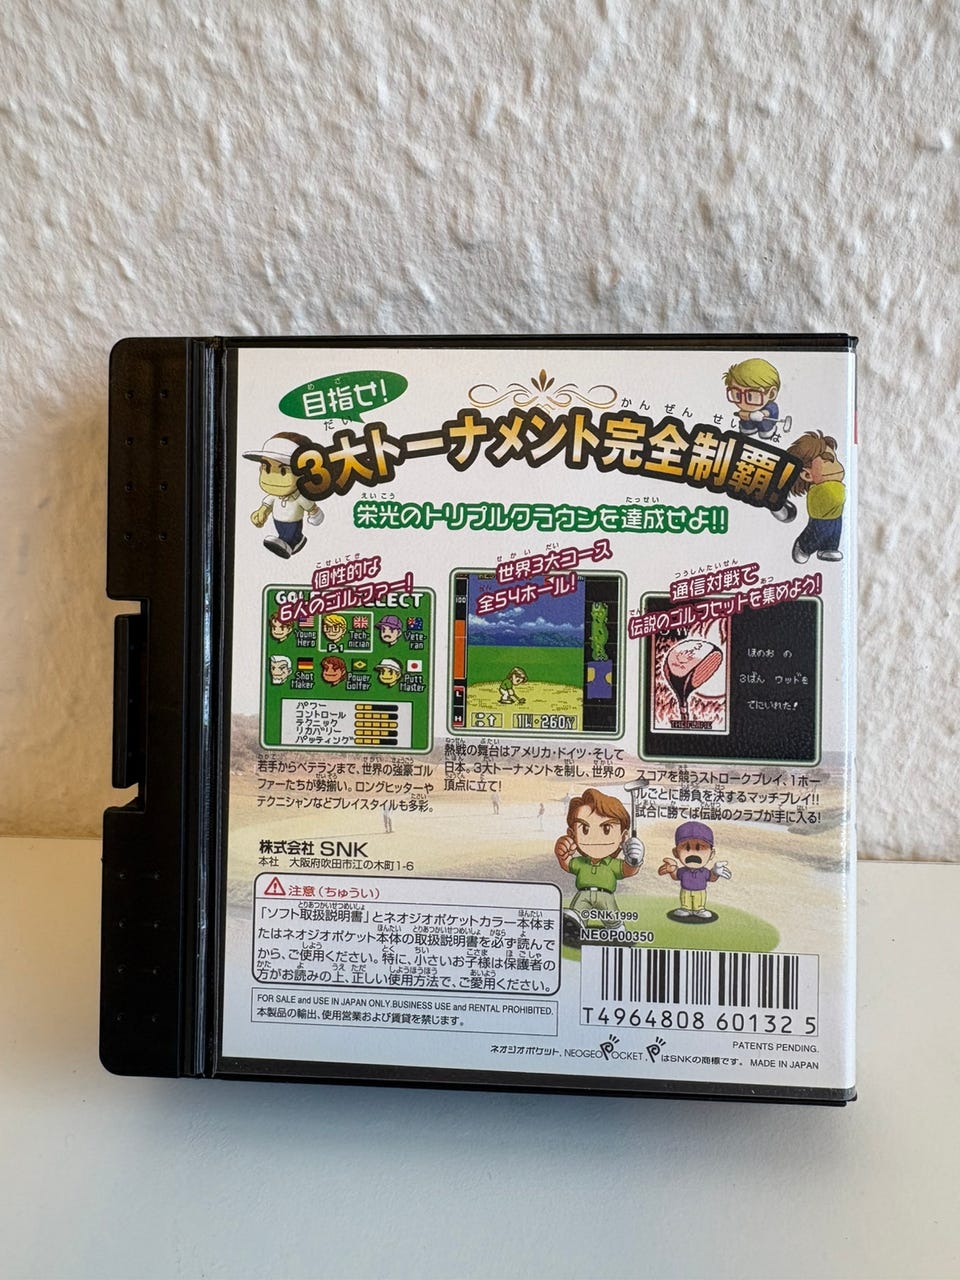 目指せ!
3大トーナメント完全制覇!
栄光のトリプルクラウンを達成せよ!!
個性的な
6人のゴルファー!
Young Hero
Tech-nician
Vete-ran
P1
Shot Maker
Power Golfer
Putt Master
パワー
コントロール
テクニック
リカバリー
パッティング
若手からベテランまで、世界の強豪ゴル
ファーたちが勢揃い。ロングヒッターや
テクニシャンなどプレイスタイルも多彩。
世界3大コース
全54ホール!
100
L
H
1L-260Y
熱戦の舞台はアメリカ・ドイツ・そして
日本。3大トーナメントを制し、世界の
頂点に立て!
通信対戦で
伝説のゴルフセットを集めよう!
ほのお の
3ばん ウッドを
てにいれた!
スコアを競うストロークプレイ、1ホー
ルごとに勝負を決するマッチプレイ!!
試合に勝てば伝説のクラブが手に入る!
株式会社 SNK
本社 大阪府吹田市江の木町1-6
注意(ちゅうい)
「ソフト取扱説明書」とネオジオポケットカラー本体ま
たはネオジオポケット本体の取扱説明書を必ず読んで
から、ご使用ください。特に、小さいお子様は保護者の
方がお読みの上、正しい使用方法で、ご愛用ください。
FOR SALE and USE IN JAPAN ONLY.BUSINESS USE and RENTAL PROHIBITED.
本製品の輸出、使用営業および賃貸を禁じます。
©SNK1999
NEOP00350
T4964808 60132 5
PATENTS PENDING.
ネオジオポケット, NEOGEO POCKET, PはSNKの商標です。 MADE IN JAPAN